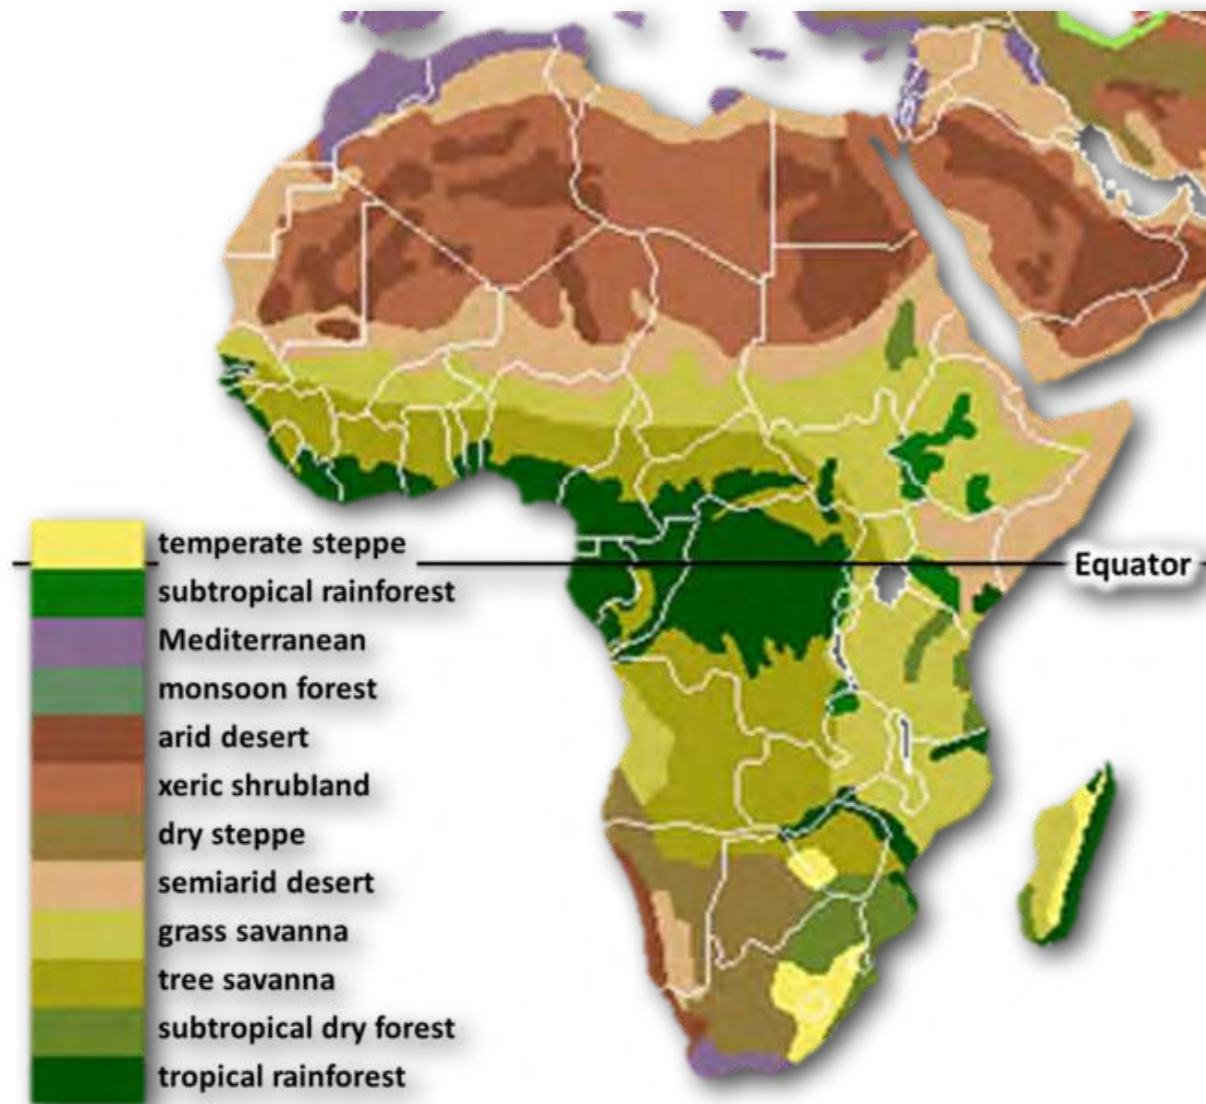 temperate steppe
Equator
subtropical rainforest
Mediterranean
monsoon forest
arid desert
xeric shrubland
dry steppe
semiarid desert
grass savanna
tree savanna
subtropical dry forest
tropical rainforest